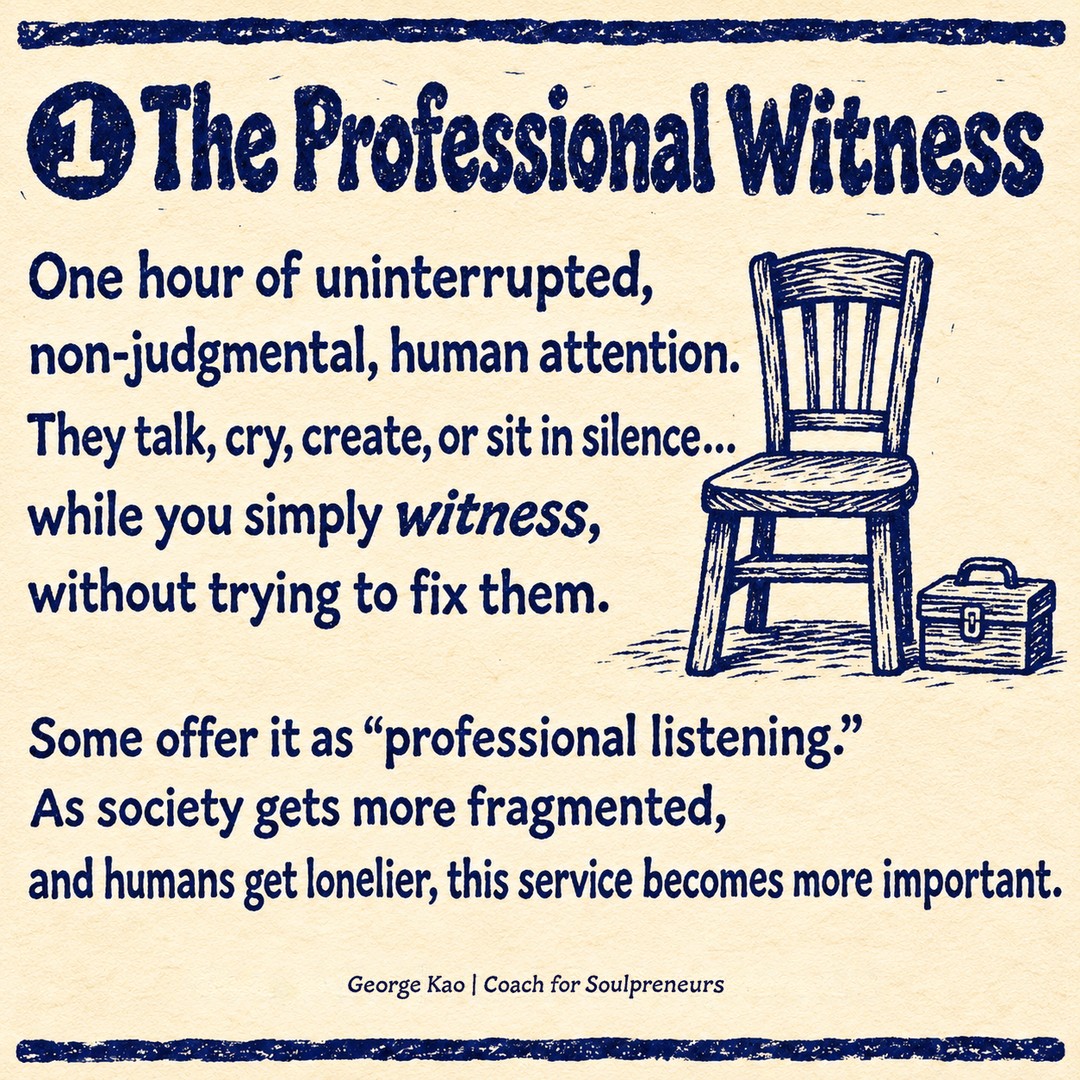 1 The Professional Witness
One hour of uninterrupted,
non-judgmental, human attention.
They talk, cry, create, or sit in silence...
while you simply witness,
without trying to fix them.
Some offer it as “professional listening.”
As society gets more fragmented,
and humans get lonelier, this service becomes more important.
George Kao | Coach for Soulpreneurs